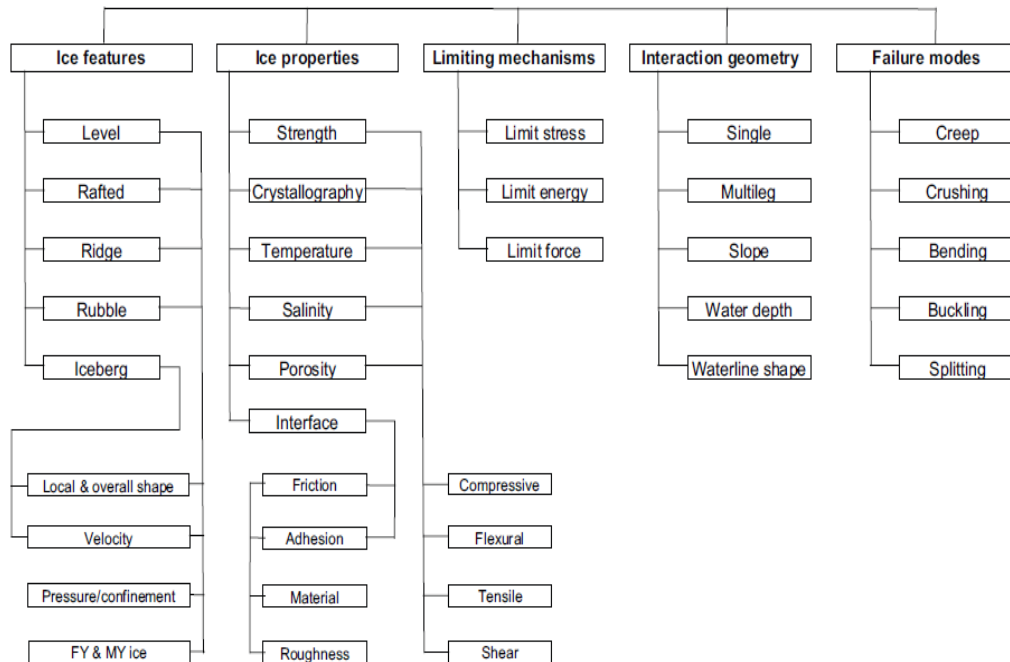 Ice features
Ice properties
Limiting mechanisms
Interaction geometry
Failure modes
Level
Strength
Limit stress
Single
Creep
Rafted
Crystallography
Limit energy
Multileg
Crushing
Ridge
Temperature
Limit force
Slope
Bending
Rubble
Salinity
Water depth
Buckling
Iceberg
Porosity
Waterline shape
Splitting
Interface
Local & overall shape
Friction
Compressive
Velocity
Adhesion
Flexural
Pressure/confinement
Material
Tensile
FY & MY ice
Roughness
Shear